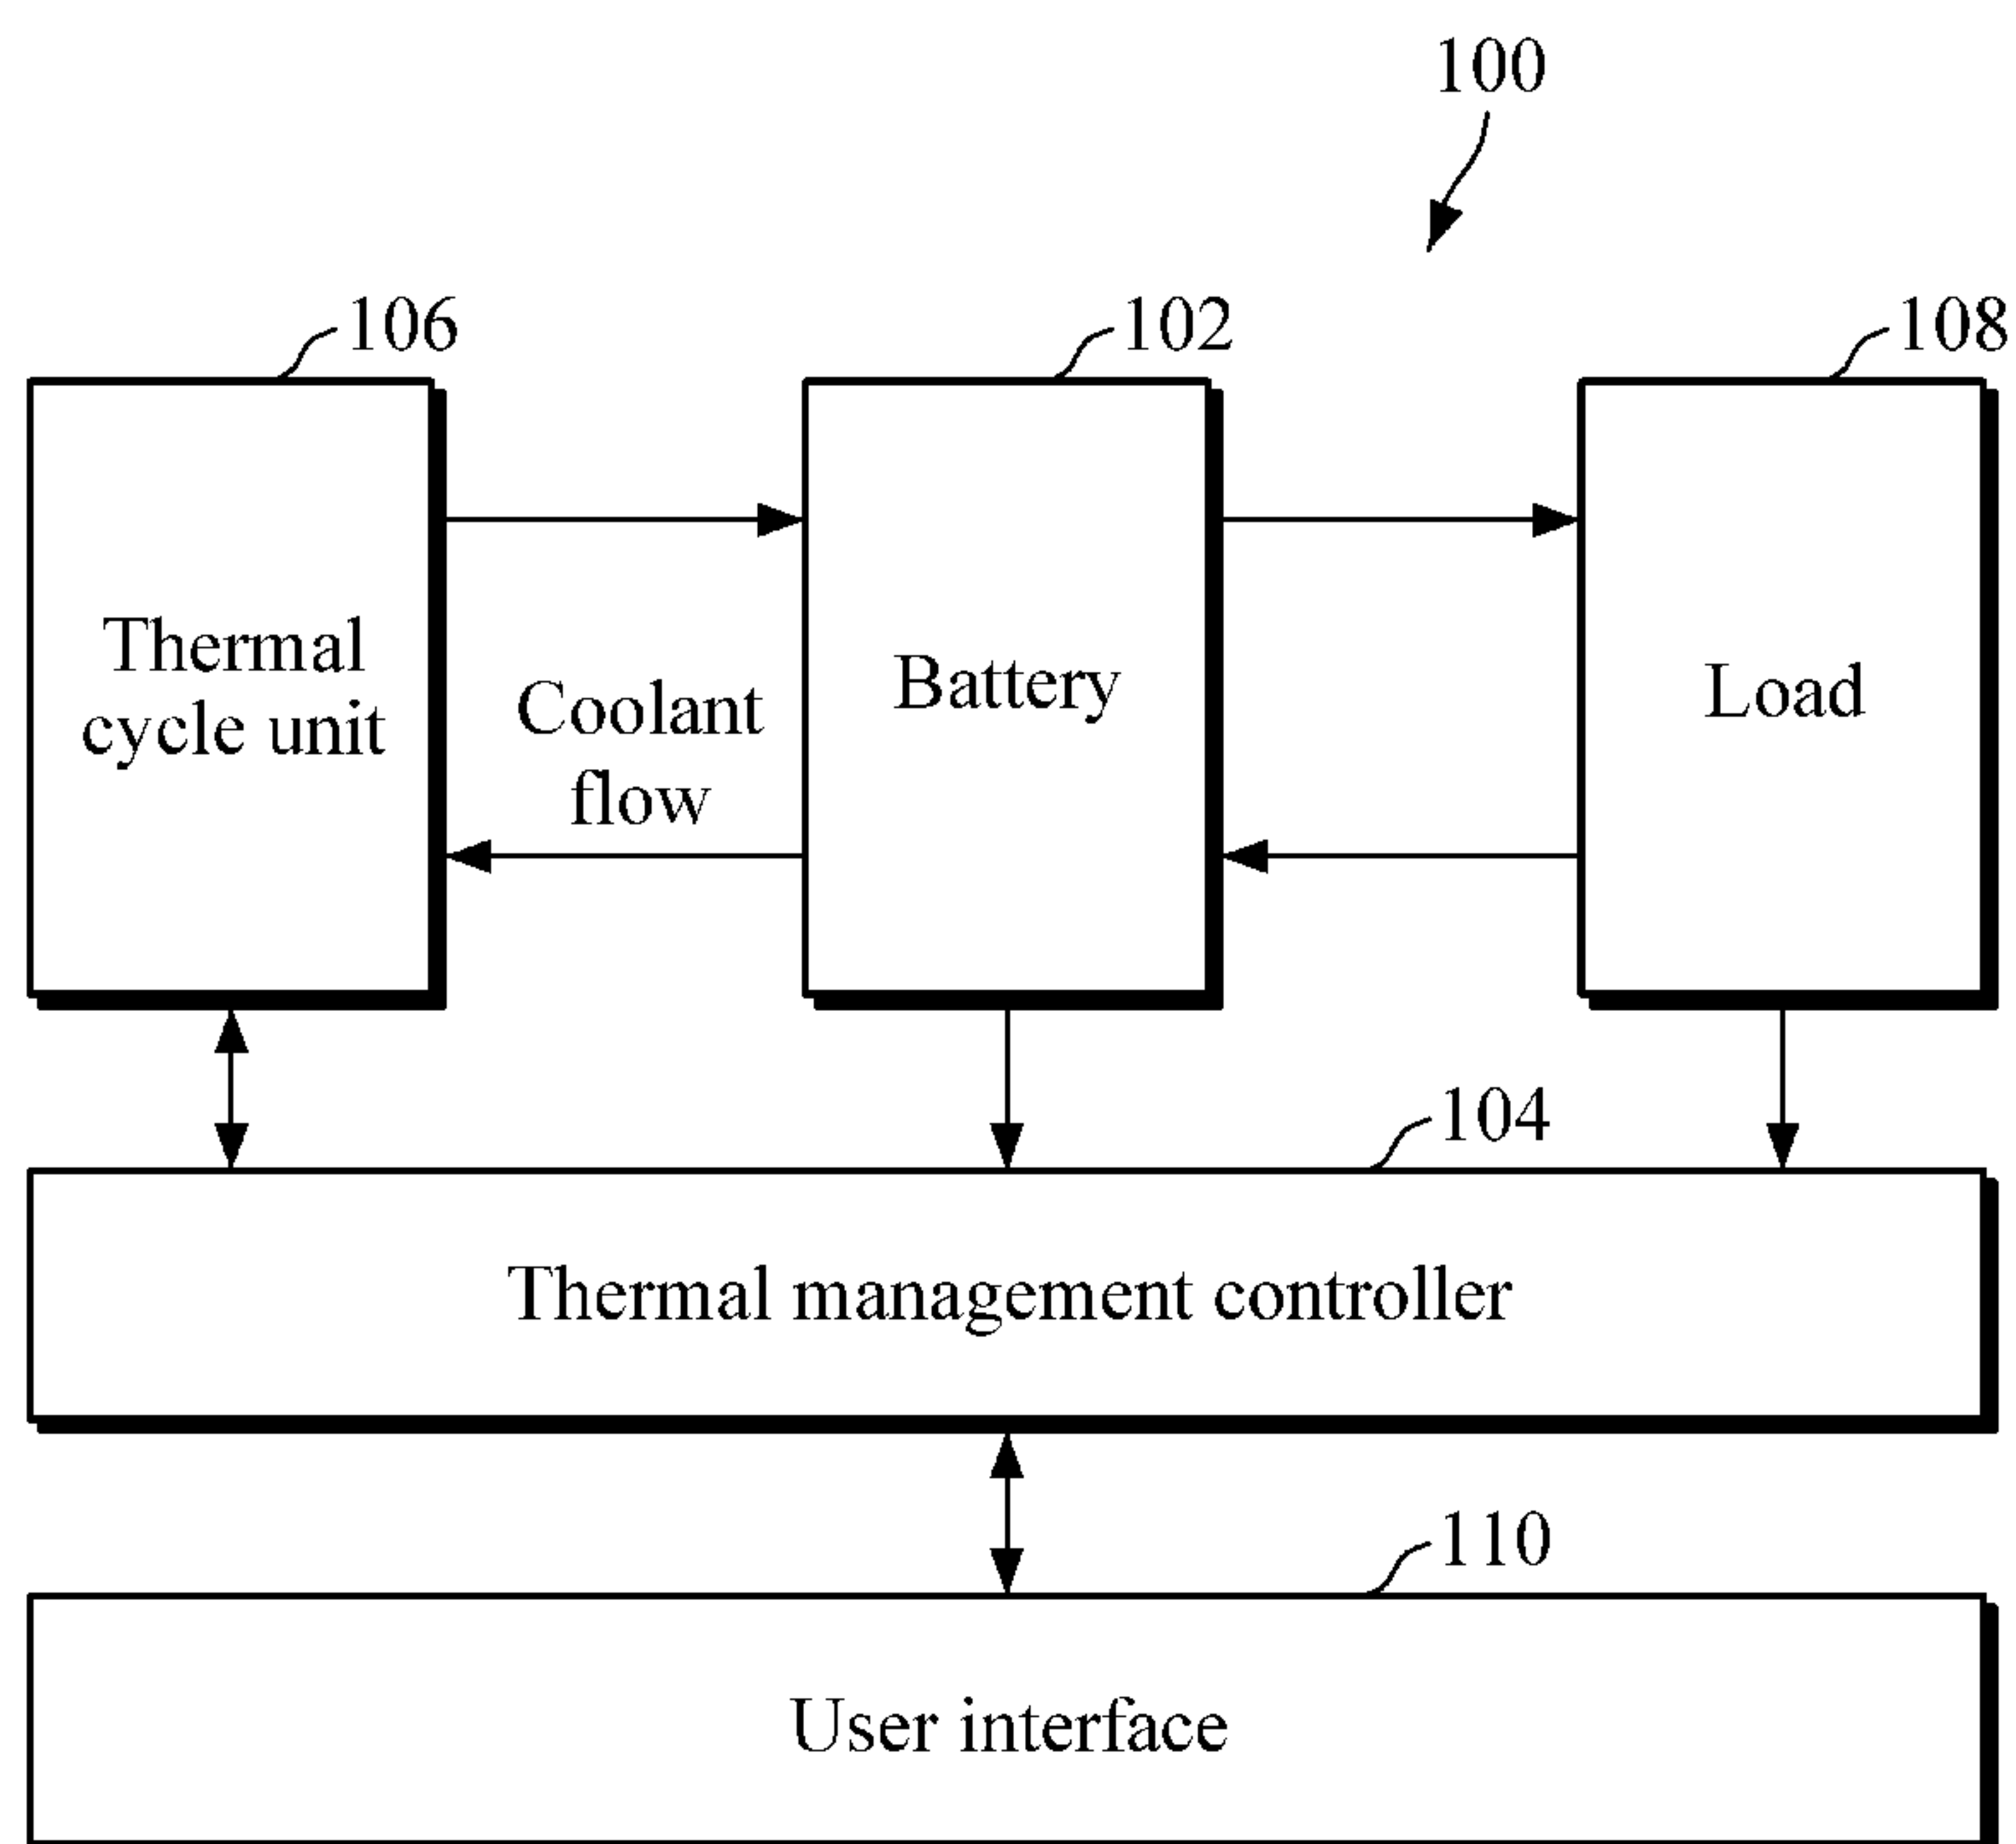 100
106
102
108
Thermal
cycle unit
Coolant
flow
Battery
Load
104
Thermal management controller
110
User interface